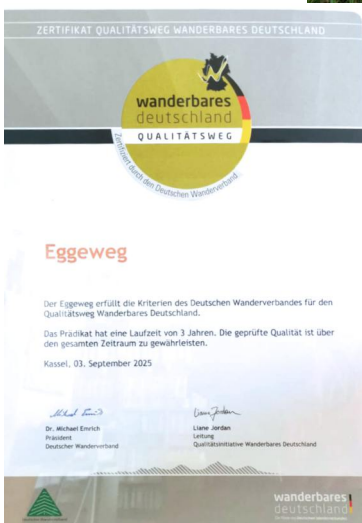 ZERTIFIKAT QUALITÄTSWEG WANDERBARES DEUTSCHLAND
wanderbares
deutschland
QUALITÄTSWEG
Zertifiziert durch den Deutschen Wanderverband
Eggeweg
Der Eggeweg erfüllt die Kriterien des Deutschen Wanderverbandes für den
Qualitätsweg Wanderbares Deutschland.
Das Prädikat hat eine Laufzeit von 3 Jahren. Die geprüfte Qualität ist über
den gesamten Zeitraum zu gewährleisten.
Kassel, 03. September 2025
Dr. Michael Emrich
Präsident
Deutscher Wanderverband
Liane Jordan
Leitung
Qualitätsinitiative Wanderbares Deutschland
wanderbares
deutschland